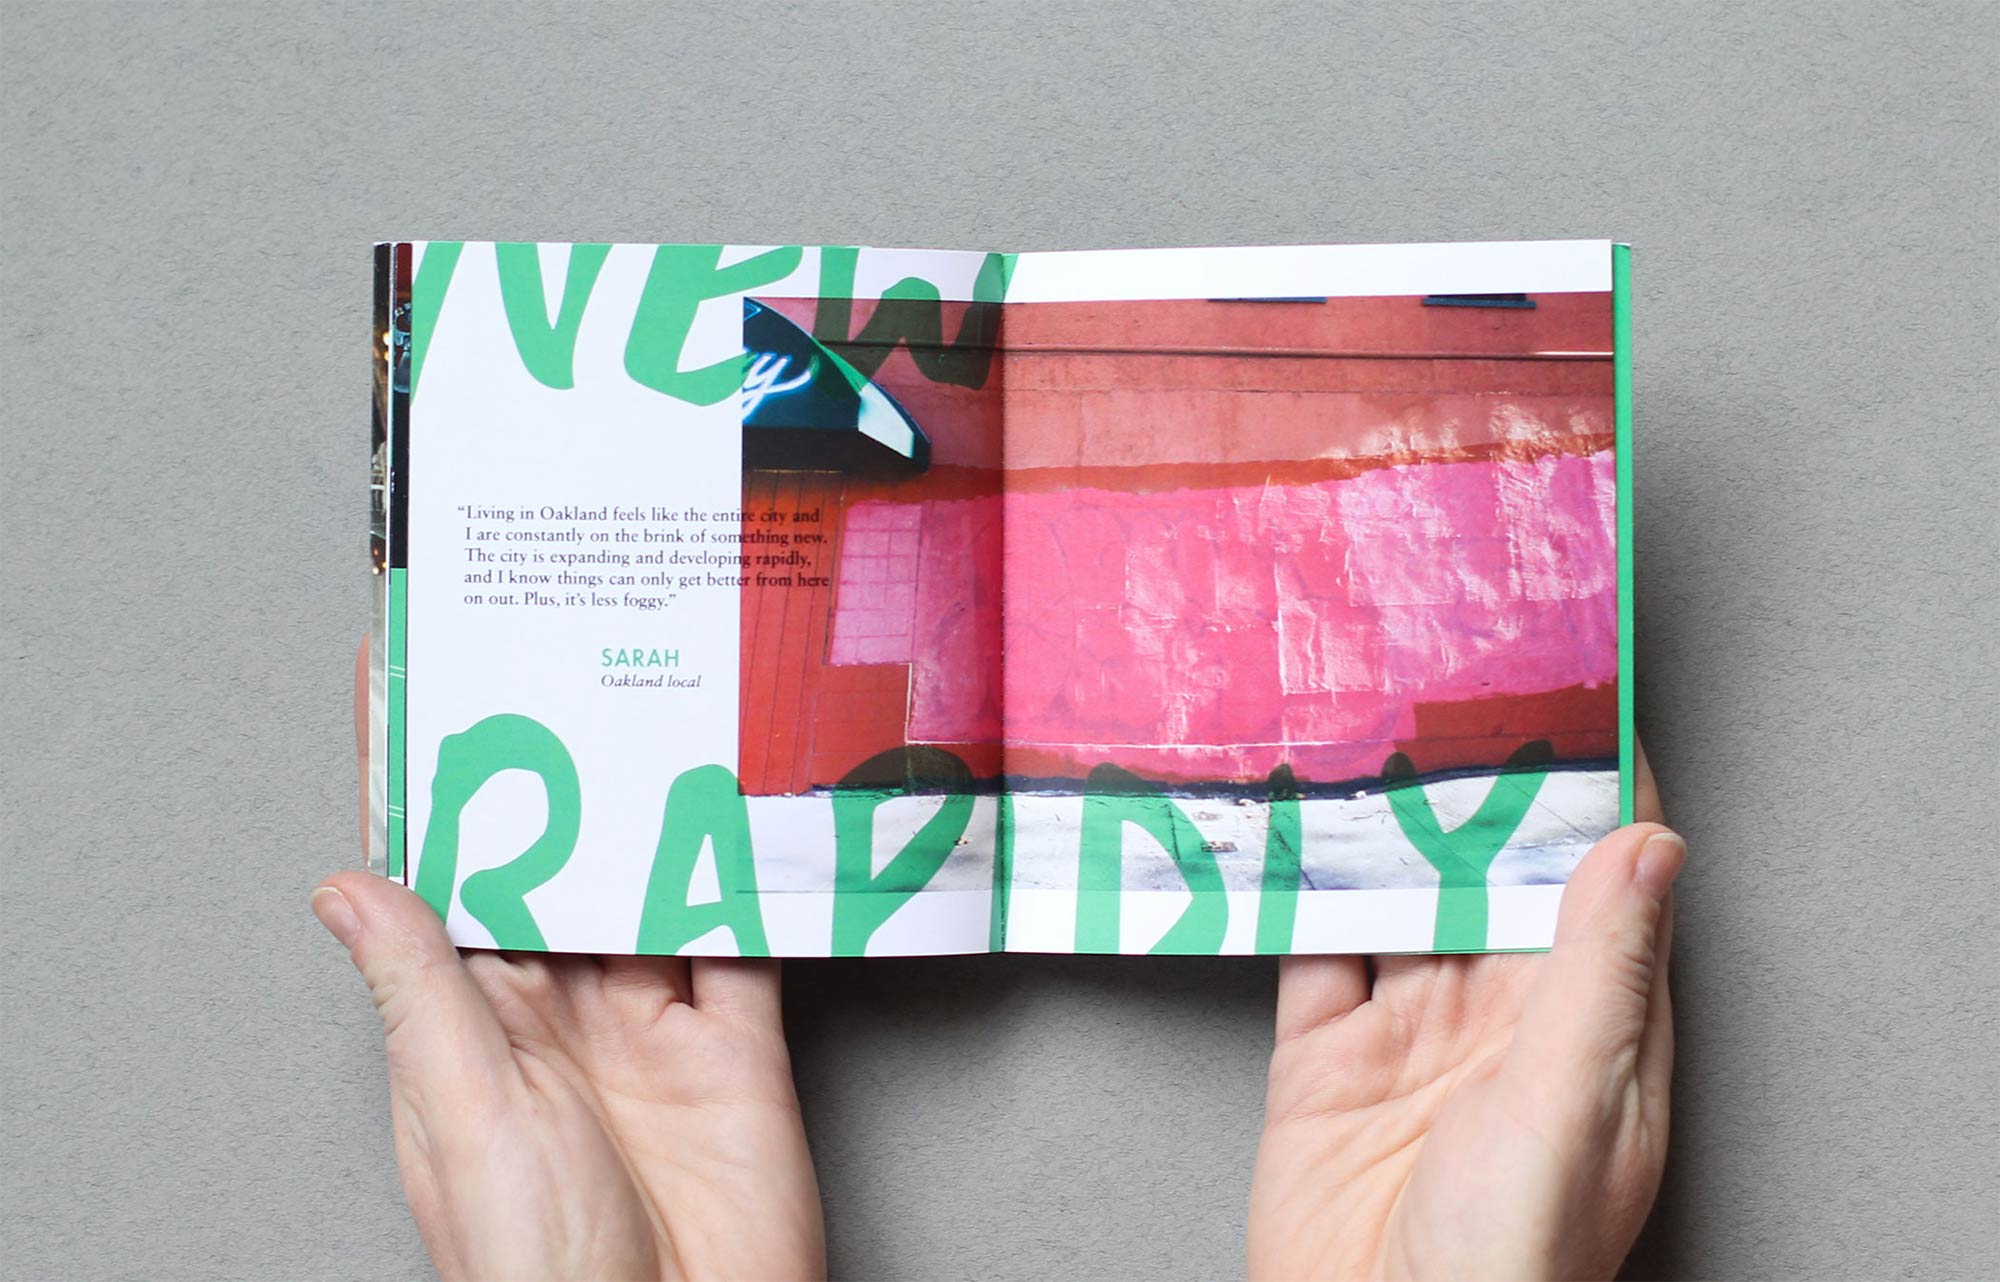 NEW
y
“Living in Oakland feels like the entire city and
I are constantly on the brink of something new.
The city is expanding and developing rapidly,
and I know things can only get better from here
on out. Plus, it’s less foggy.”
SARAH
Oakland local
RAPIDLY